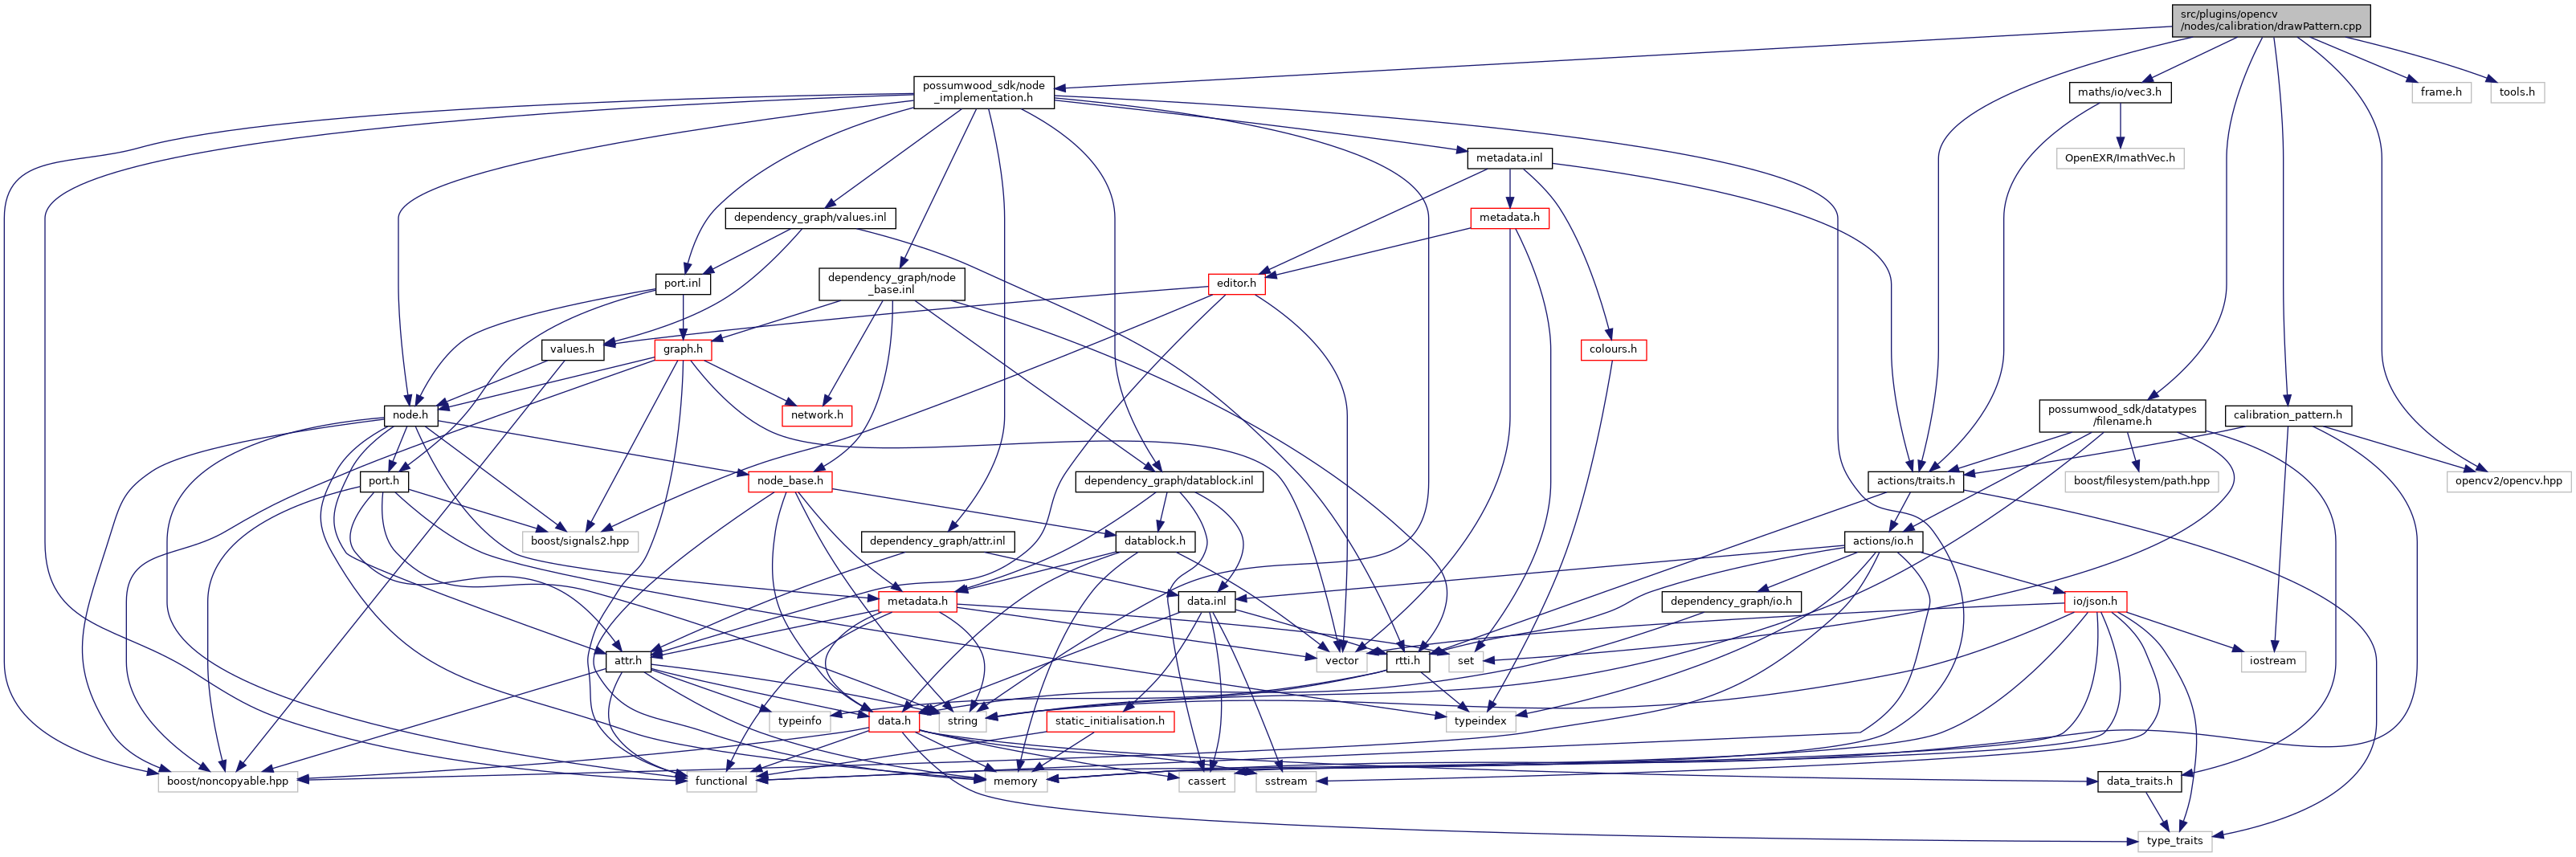 src/plugins/opencv
/nodes/calibration/drawPattern.cpp
possumwood_sdk/node
_implementation.h
maths/io/vec3.h
frame.h
tools.h
metadata.inl
OpenEXR/ImathVec.h
dependency_graph/values.inl
metadata.h
port.inl
dependency_graph/node
_base.inl
editor.h
values.h
graph.h
colours.h
node.h
network.h
possumwood_sdk/datatypes
/filename.h
calibration_pattern.h
port.h
node_base.h
dependency_graph/datablock.inl
actions/traits.h
boost/filesystem/path.hpp
opencv2/opencv.hpp
boost/signals2.hpp
dependency_graph/attr.inl
datablock.h
actions/io.h
metadata.h
data.inl
dependency_graph/io.h
io/json.h
attr.h
vector
rtti.h
set
iostream
typeinfo
data.h
string
static_initialisation.h
typeindex
boost/noncopyable.hpp
functional
memory
cassert
sstream
data_traits.h
type_traits